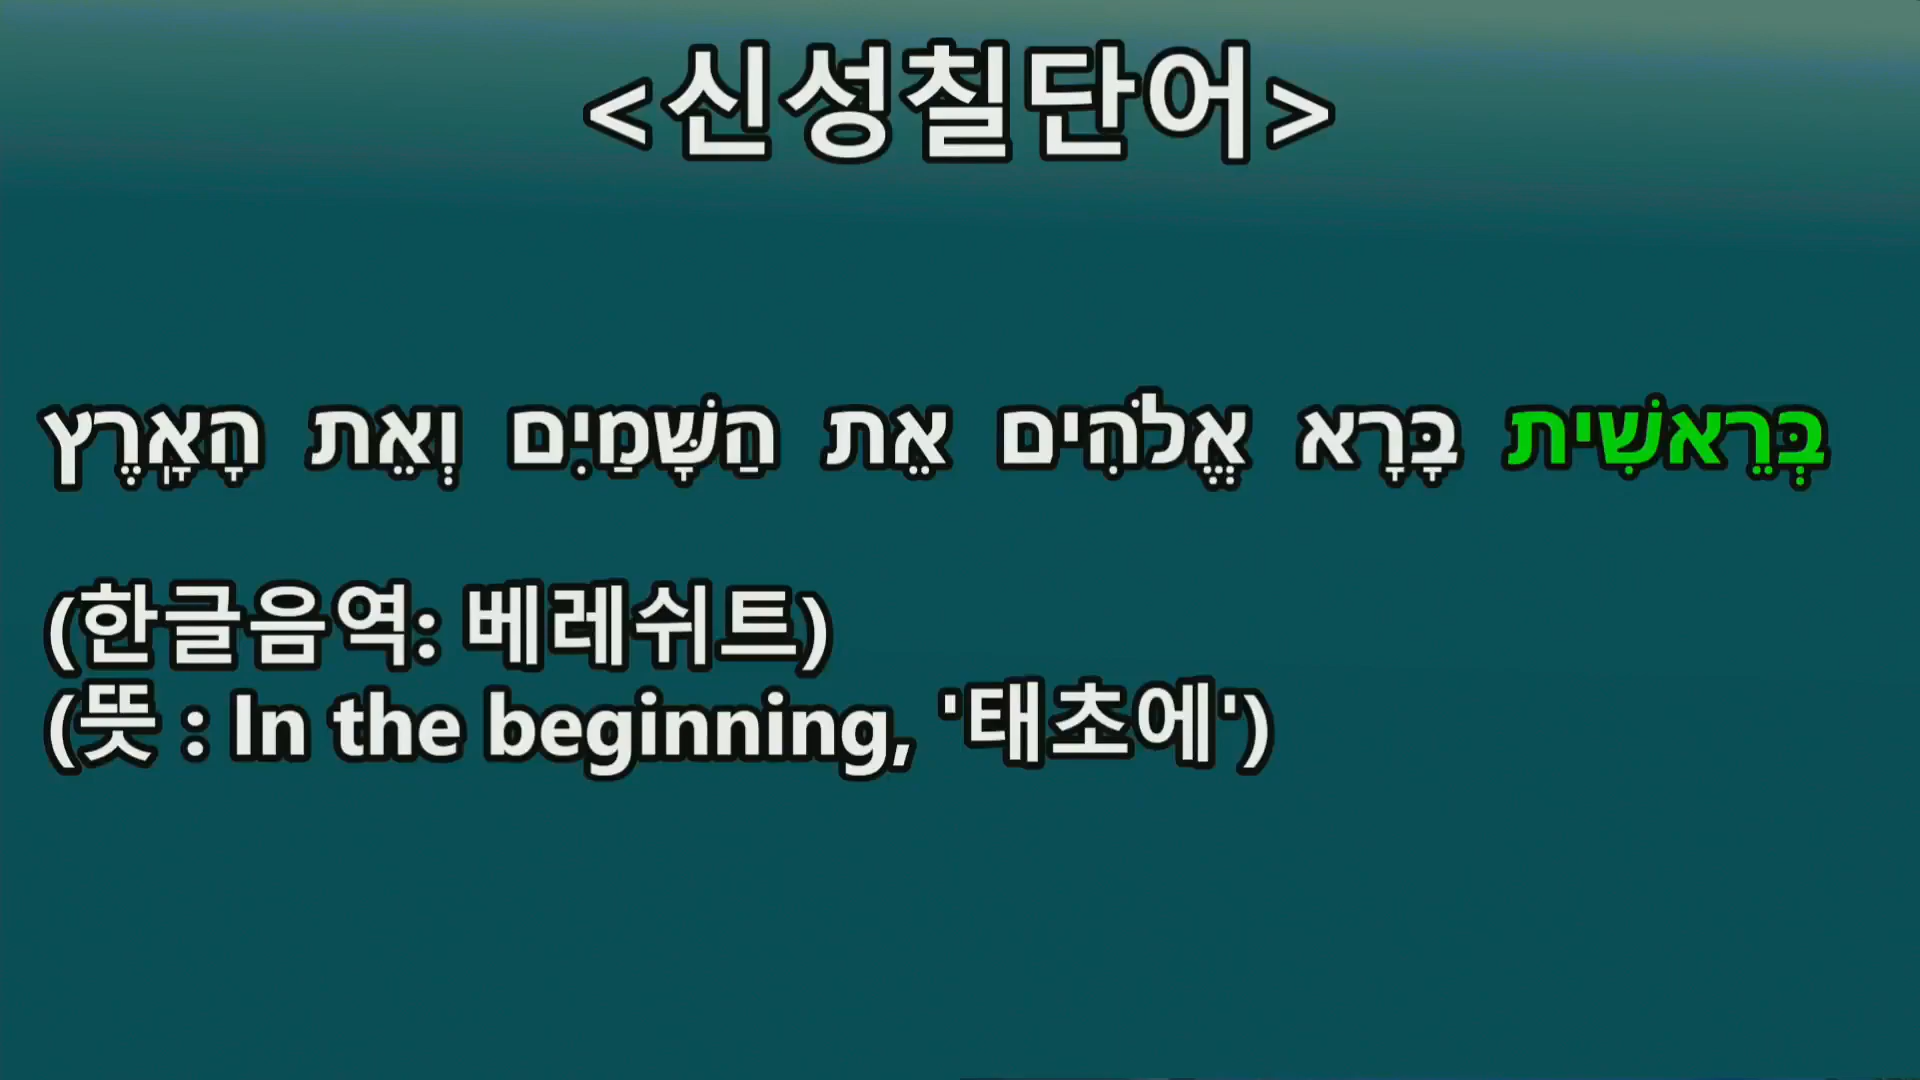 <신성칠단어>
בְּרֵאשִׁית בָּרָא אֱלֹהִים אֵת הַשָּׁמַיִם וְאֵת הָאָֽרֶץ
(한글음역: 베레쉬트)
(뜻 : In the beginning, '태초에')